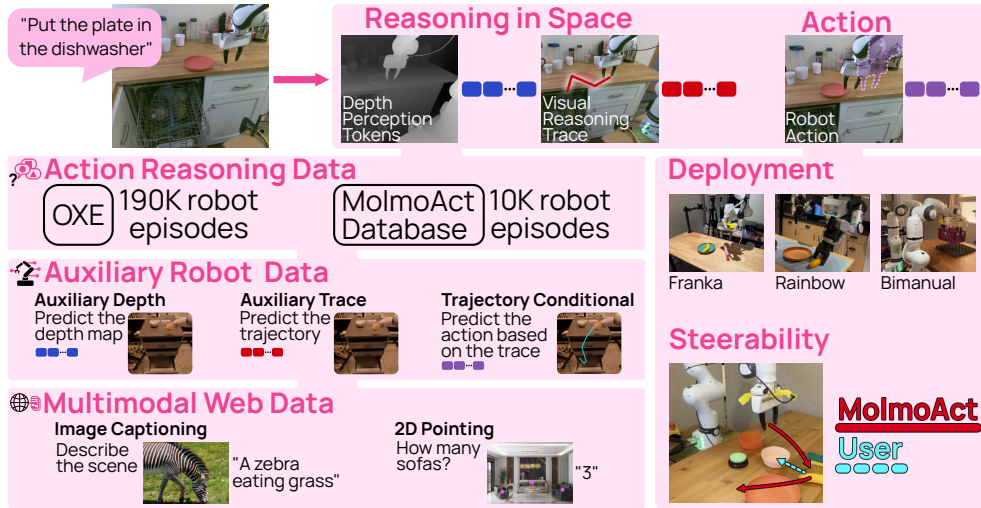 "Put the plate in
the dishwasher"
Reasoning in Space
Action
Depth
Perception
Tokens
Visual
Reasoning
Trace
Robot
Action
Action Reasoning Data
?
OXE
190K robot
episodes
MolmoAct
Database
10K robot
episodes
Auxiliary Robot Data
Auxiliary Depth
Predict the
depth map
Auxiliary Trace
Predict the
trajectory
Trajectory Conditional
Predict the
action based
on the trace
Multimodal Web Data
Image Captioning
Describe
the scene
"A zebra
eating grass"
2D Pointing
How many
sofas?
"3"
Deployment
Franka
Rainbow
Bimanual
Steerability
MolmoAct
User